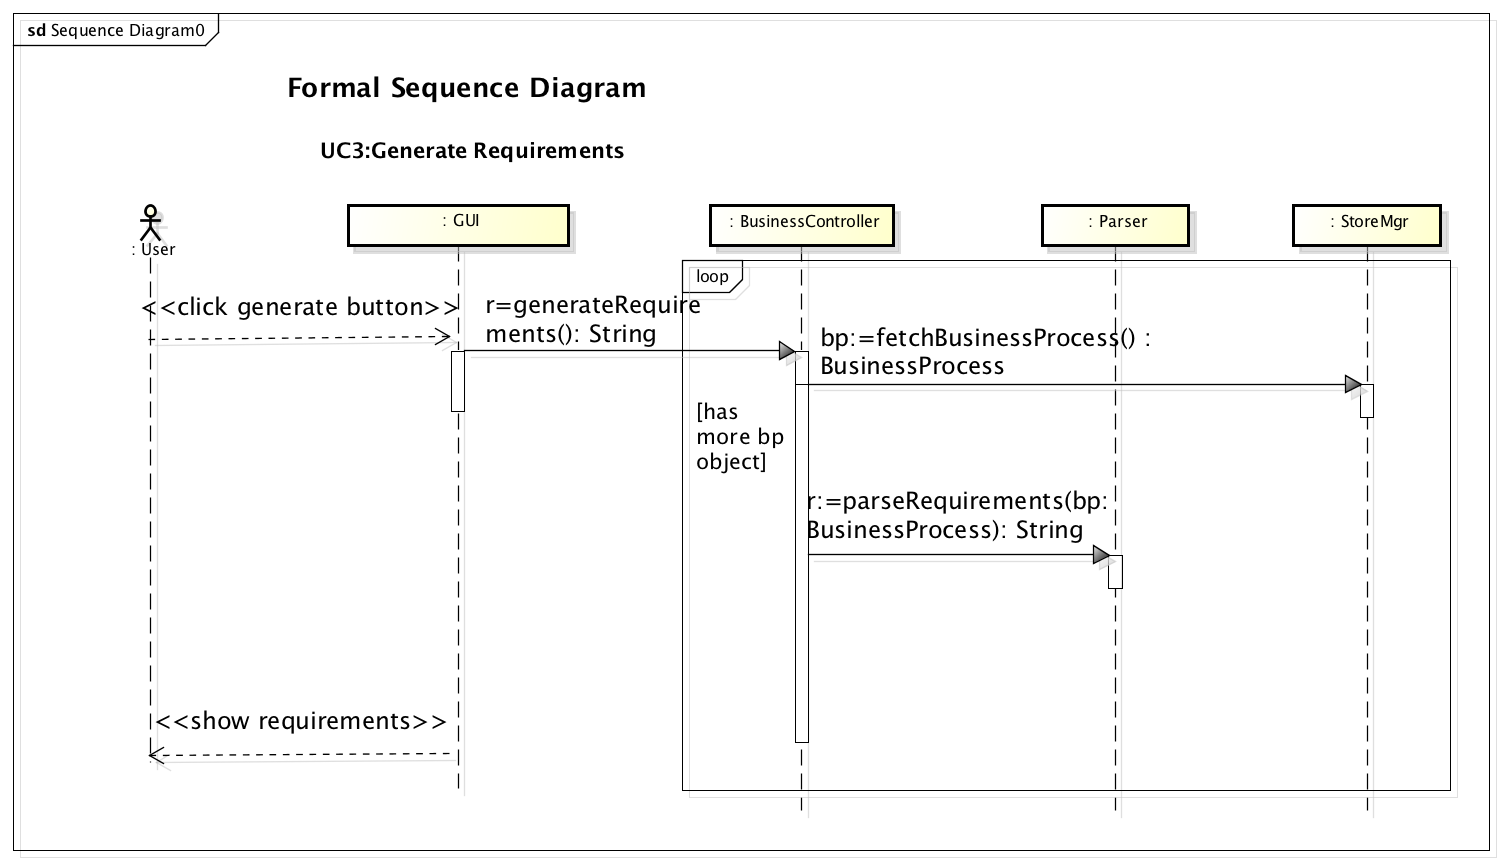 sd Sequence Diagram0
Formal Sequence Diagram
UC3:Generate Requirements
: User
: GUI
: BusinessController
: Parser
: StoreMgr
loop
<<click generate button>>
r=generateRequire
ments(): String
bp:=fetchBusinessProcess() :
BusinessProcess
[has
more bp
object]
r:=parseRequirements(bp:
BusinessProcess): String
<<show requirements>>